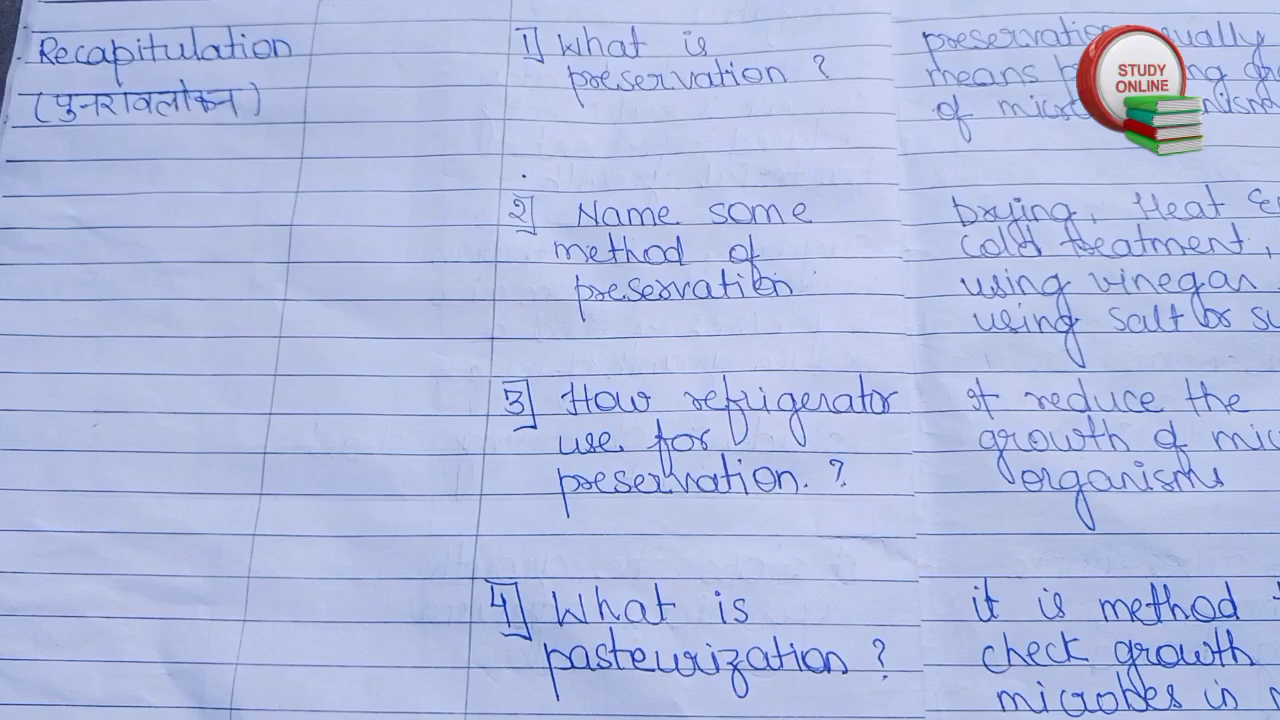 Recapitulation
(पुनरावलोकन)
1] What is
preservation ?
preservation
means
of
STUDY
ONLINE
2] Name some
method of
preservation
Drying, Heat &
cold treatment,
using vinegar
using salt or
3] How refrigerator
use for
preservation. ?
It reduce the
growth of
organisms
4] What is
pasteurization ?
it is method
check growth
microbes in